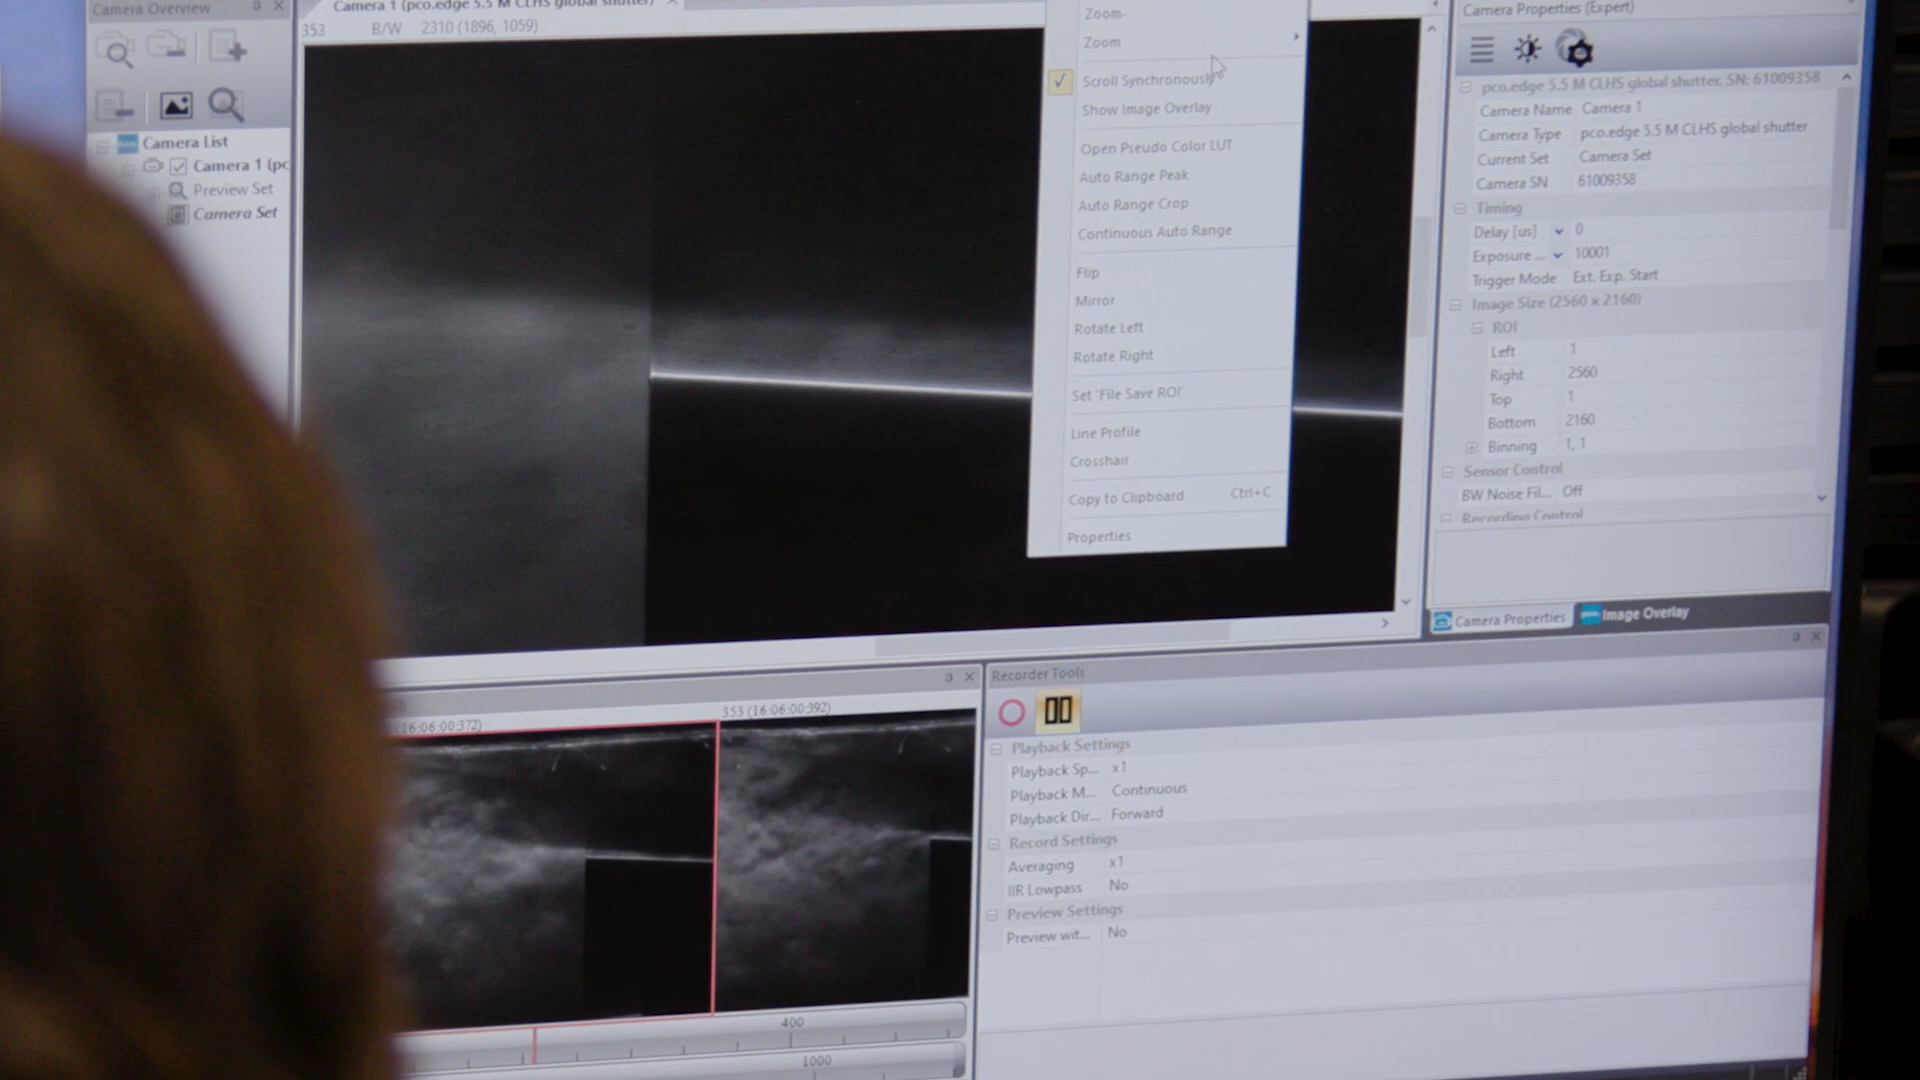 Camera Overview
Camera List
Camera 1 (pc
Preview Set
Camera Set
Camera 1 (pco.edge 5.5 M CLHS global shutter)
353 B/W 2310 (1896, 1059)
Zoom-
Zoom
Scroll Synchronously
Show Image Overlay
Open Pseudo Color LUT
Auto Range Peak
Auto Range Crop
Continuous Auto Range
Flip
Mirror
Rotate Left
Rotate Right
Set 'File Save ROI'
Line Profile
Crosshair
Copy to Clipboard Ctrl+C
Properties
Camera Properties (Expert)
pco.edge 5.5 M CLHS global shutter, SN: 61009358
Camera Name Camera 1
Camera Type pco.edge 5.5 M CLHS global shutter
Current Set Camera Set
Camera SN 61009358
Timing
Delay [us] 0
Exposure ... 10001
Trigger Mode Ext. Exp. Start
Image Size (2560 x 2160)
ROI
Left 1
Right 2560
Top 1
Bottom 2160
Binning 1, 1
Sensor Control
BW Noise Fil... Off
Recording Control
Camera Properties
Image Overlay
(16:06:00:372)
353 (16:06:00:392)
400
1000
Recorder Tools
Playback Settings
Playback Sp... x1
Playback M... Continuous
Playback Dir... Forward
Record Settings
Averaging x1
IIR Lowpass No
Preview Settings
Preview wit... No